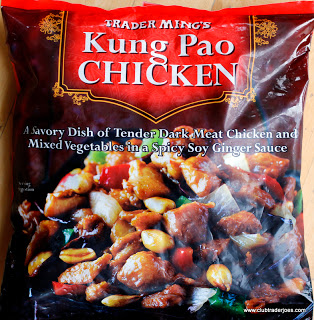 TRADER MING'S
Kung Pao
CHICKEN
A Savory Dish of Tender Dark Meat Chicken and
Mixed Vegetables in a Spicy Soy Ginger Sauce
www.clubtraderjoes.com